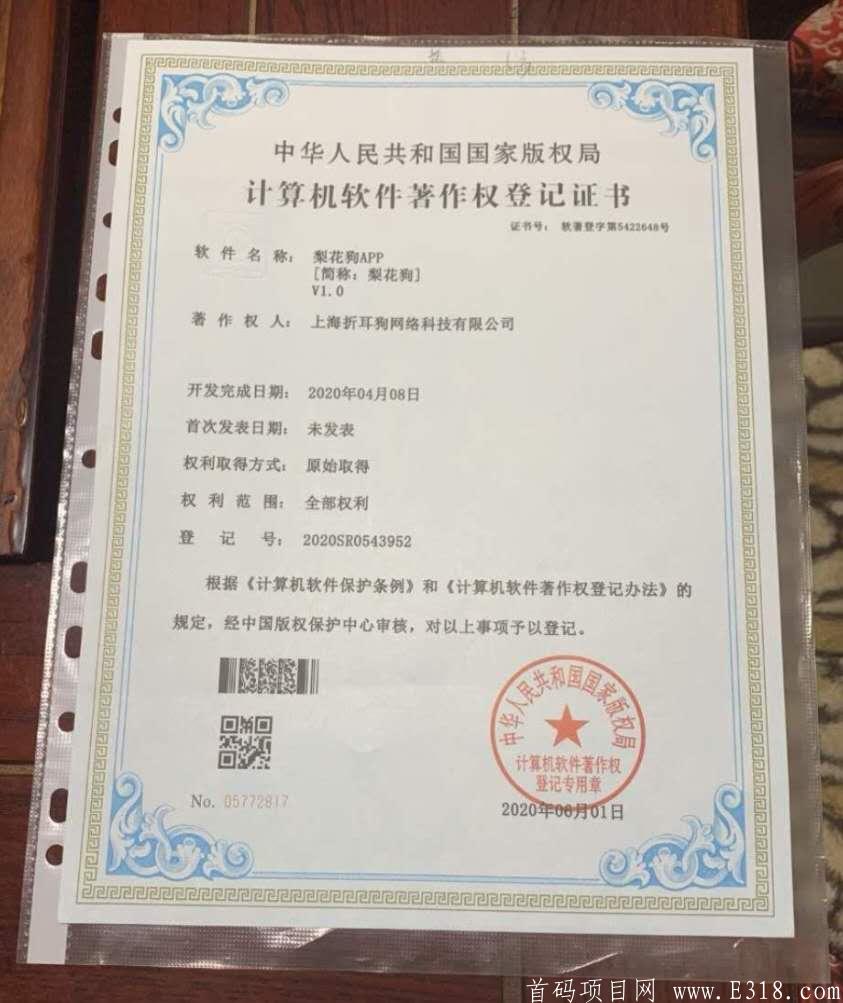 中华人民共和国国家版权局
计算机软件著作权登记证书
证书号: 软著登字第5422648号
软件名称: 梨花狗APP
[简称: 梨花狗]
V1.0
著作权人: 上海折耳狗网络科技有限公司
开发完成日期: 2020年04月08日
首次发表日期: 未发表
权利取得方式: 原始取得
权利范围: 全部权利
登记号: 2020SR0543952
根据《计算机软件保护条例》和《计算机软件著作权登记办法》的
规定，经中国版权保护中心审核，对以上事项予以登记。
中华人民共和国国家版权局
计算机软件著作权
登记专用章
No. 05772817
2020年06月01日
首码项目网 www.E318.com